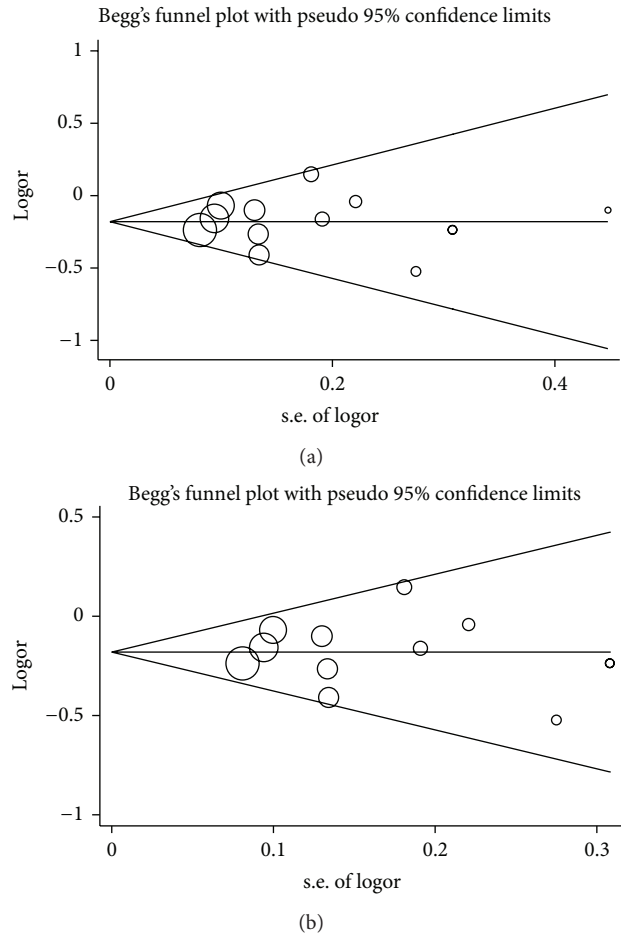 Begg's funnel plot with pseudo 95% confidence limits
1
0.5
0
−0.5
−1
Logor
0 0.2 0.4
s.e. of logor
(a)
Begg's funnel plot with pseudo 95% confidence limits
0.5
0
−0.5
−1
Logor
0 0.1 0.2 0.3
s.e. of logor
(b)